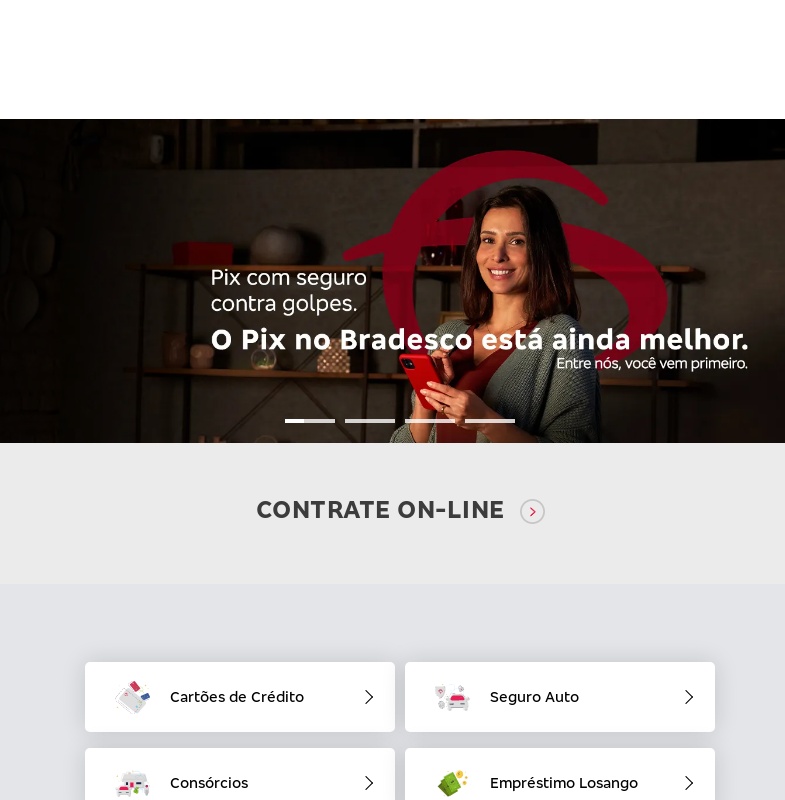 Pix com seguro
contra golpes.
O Pix no Bradesco está ainda melhor.
Entre nós, você vem primeiro.
CONTRATE ON-LINE
Cartões de Crédito
Seguro Auto
Consórcios
Empréstimo Losango